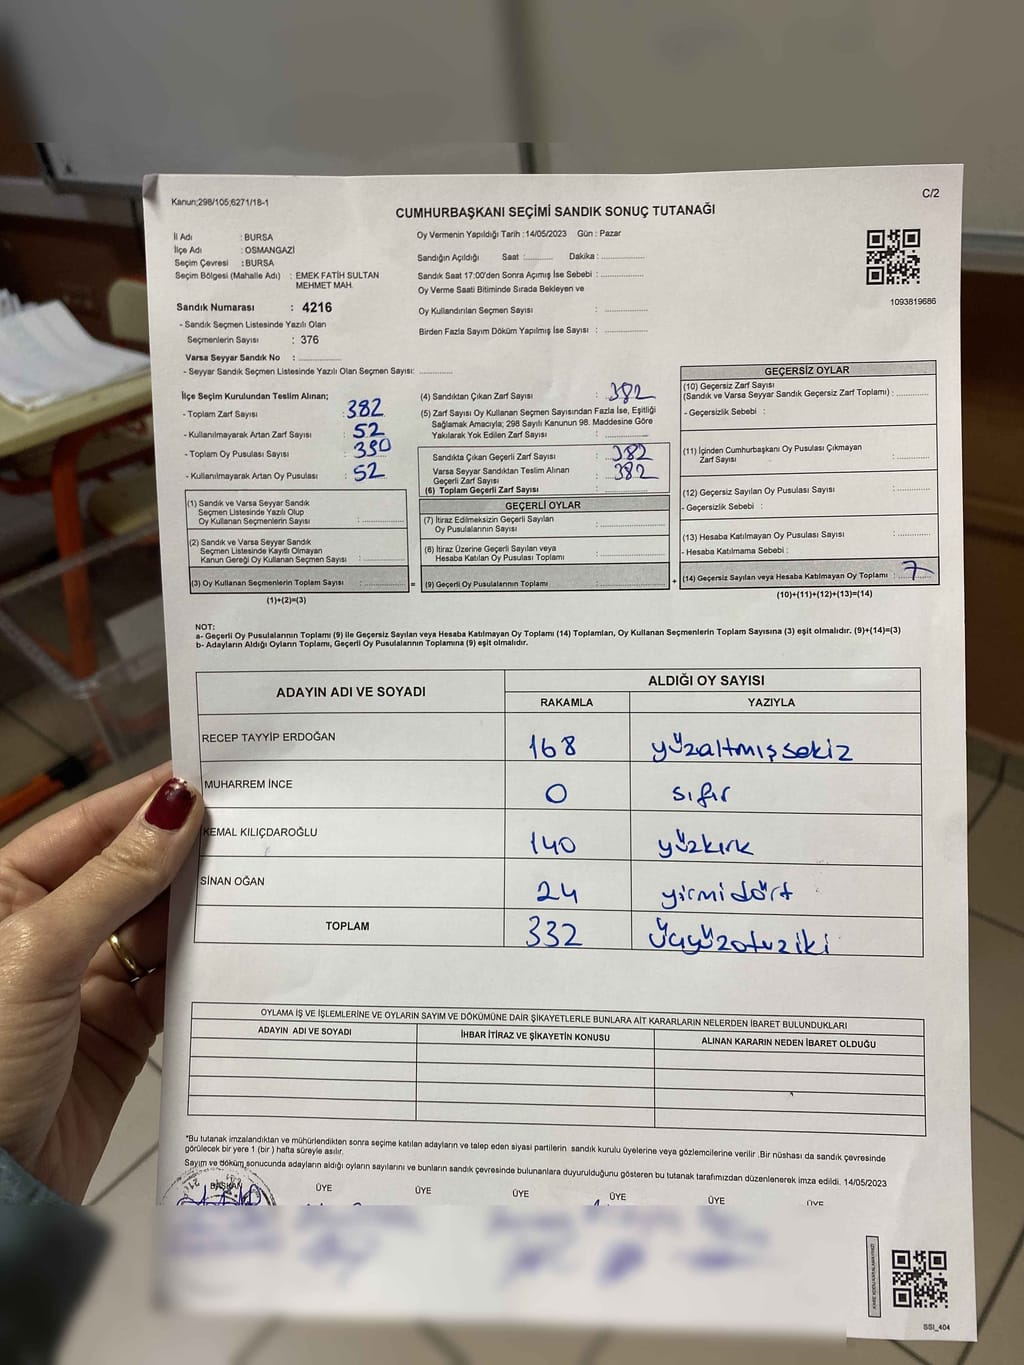 Kanun;298/105;6271/18-1
C/2
CUMHURBAŞKANI SEÇİMİ SANDIK SONUÇ TUTANAĞI
İl Adı : BURSA
İlçe Adı : OSMANGAZİ
Seçim Çevresi : BURSA
Seçim Bölgesi (Mahalle Adı) : EMEK FATİH SULTAN
MEHMET MAH.
Sandık Numarası : 4216
- Sandık Seçmen Listesinde Yazılı Olan
Seçmenlerin Sayısı : 376
Varsa Seyyar Sandık No : ................
- Seyyar Sandık Seçmen Listesinde Yazılı Olan Seçmen Sayısı: ............
Oy Vermenin Yapıldığı Tarih : 14/05/2023 Gün : Pazar
Sandığın Açıldığı Saat :.......... Dakika : ................
Sandık Saat 17:00'den Sonra Açımış İse Sebebi : ................
Oy Verme Saati Bitiminde Sırada Bekleyen ve
Oy Kullandırılan Seçmen Sayısı : ................
Birden Fazla Sayım Döküm Yapılmış İse Sayısı : ................
1093819686
İlçe Seçim Kurulundan Teslim Alınan;
- Toplam Zarf Sayısı : 382
- Kullanılmayarak Artan Zarf Sayısı : 52
- Toplam Oy Pusulası Sayısı : 390
- Kullanılmayarak Artan Oy Pusulası : 52
(1) Sandık ve Varsa Seyyar Sandık
Seçmen Listesinde Yazılı Olup
Oy Kullanan Seçmenlerin Sayısı : ................
(2) Sandık ve Varsa Seyyar Sandık
Seçmen Listesinde Kayıtlı Olmayan
Kanun Gereği Oy Kullanan Seçmen Sayısı : ................
(3) Oy Kullanan Seçmenlerin Toplam Sayısı : ................ =
(1)+(2)=(3)
(4) Sandıktan Çıkan Zarf Sayısı : 382
(5) Zarf Sayısı Oy Kullanan Seçmen Sayısından Fazla İse, Eşitliği
Sağlamak Amacıyla; 298 Sayılı Kanunun 98. Maddesine Göre
Yakılarak Yok Edilen Zarf Sayısı : ................
Sandıkta Çıkan Geçerli Zarf Sayısı : 382
Varsa Seyyar Sandıktan Teslim Alınan
Geçerli Zarf Sayısı : 382
(6) Toplam Geçerli Zarf Sayısı : ................
GEÇERLİ OYLAR
(7) İtiraz Edilmeksizin Geçerli Sayılan
Oy Pusulalarının Sayısı : ................
(8) İtiraz Üzerine Geçerli Sayılan veya
Hesaba Katılan Oy Pusulası Toplamı : ................
(9) Geçerli Oy Pusulalarının Toplamı : ................ +
GEÇERSİZ OYLAR
(10) Geçersiz Zarf Sayısı
(Sandık ve Varsa Seyyar Sandık Geçersiz Zarf Toplamı) : ............
- Geçersizlik Sebebi :
(11) İçinden Cumhurbaşkanı Oy Pusulası Çıkmayan
Zarf Sayısı : ............
(12) Geçersiz Sayılan Oy Pusulası Sayısı : ............
- Geçersizlik Sebebi :
(13) Hesaba Katılmayan Oy Pusulası Sayısı : ............
- Hesaba Katılmama Sebebi :
(14) Geçersiz Sayılan veya Hesaba Katılmayan Oy Toplamı : 7
(10)+(11)+(12)+(13)=(14)
NOT:
a- Geçerli Oy Pusulalarının Toplamı (9) ile Geçersiz Sayılan veya Hesaba Katılmayan Oy Toplamı (14) Toplamları, Oy Kullanan Seçmenlerin Toplam Sayısına (3) eşit olmalıdır. (9)+(14)=(3)
b- Adayların Aldığı Oyların Toplamı, Geçerli Oy Pusulalarının Toplamına (9) eşit olmalıdır.
ADAYIN ADI VE SOYADI
ALDIĞI OY SAYISI
RAKAMLA YAZIYLA
RECEP TAYYİP ERDOĞAN 168 yüzaltmışsekiz
MUHARREM İNCE 0 sıfır
KEMAL KILIÇDAROĞLU 140 yüzkırk
SİNAN OĞAN 24 yirmidört
TOPLAM 332 üçyüzotuziki
OYLAMA İŞ VE İŞLEMLERİNE VE OYLARIN SAYIM VE DÖKÜMÜNE DAİR ŞİKAYETLERLE BUNLARA AİT KARARLARIN NELERDEN İBARET BULUNDUKLARI
ADAYIN ADI VE SOYADI İHBAR İTİRAZ VE ŞİKAYETİN KONUSU ALINAN KARARIN NEDEN İBARET OLDUĞU
*Bu tutanak imzalandıktan ve mühürlendikten sonra seçime katılan adayların ve talep eden siyasi partilerin sandık kurulu üyelerine veya gözlemcilerine verilir .Bir nüshası da sandık çevresinde
görülecek bir yere 1 (bir ) hafta süreyle asılır.
Sayım ve döküm sonucunda adayların aldığı oyların sayılarını ve bunların sandık çevresinde bulunanlara duyurulduğunu gösteren bu tutanak tarafımızdan düzenlenerek imza edildi. 14/05/2023
BAŞKAN ÜYE ÜYE ÜYE ÜYE ÜYE ÜYE
SSI_404